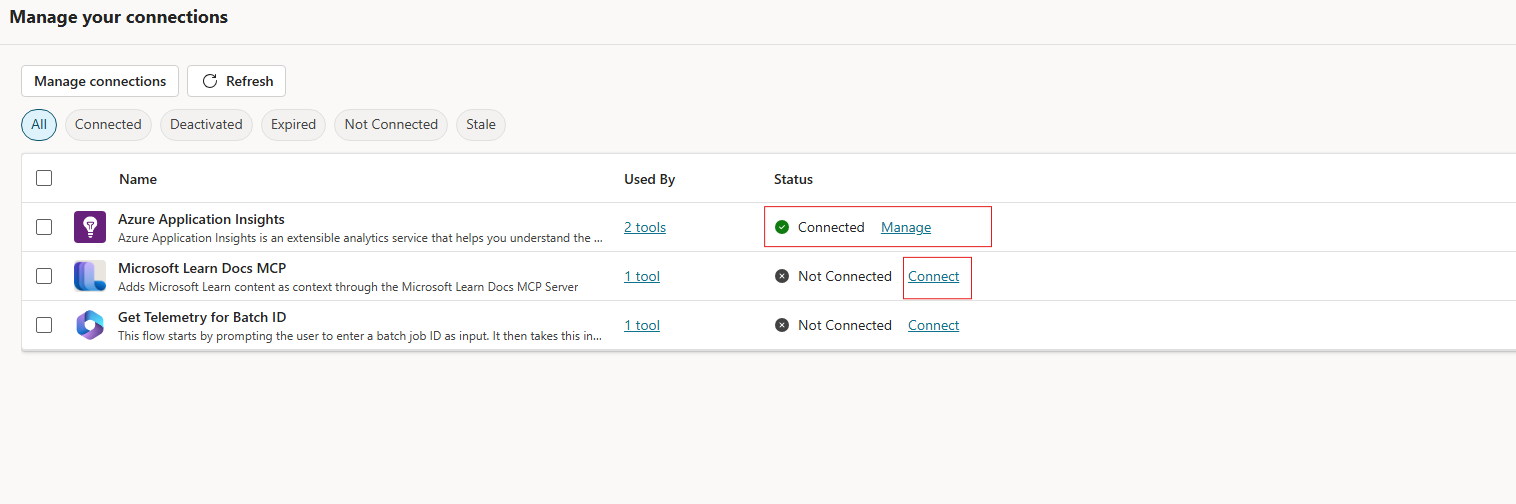 Manage your connections
Manage connections Refresh
All Connected Deactivated Expired Not Connected Stale
Name Used By Status
Azure Application Insights
Azure Application Insights is an extensible analytics service that helps you understand the ...
2 tools Connected Manage
Microsoft Learn Docs MCP
Adds Microsoft Learn content as context through the Microsoft Learn Docs MCP Server
1 tool Not Connected Connect
Get Telemetry for Batch ID
This flow starts by prompting the user to enter a batch job ID as input. It then takes this in...
1 tool Not Connected Connect